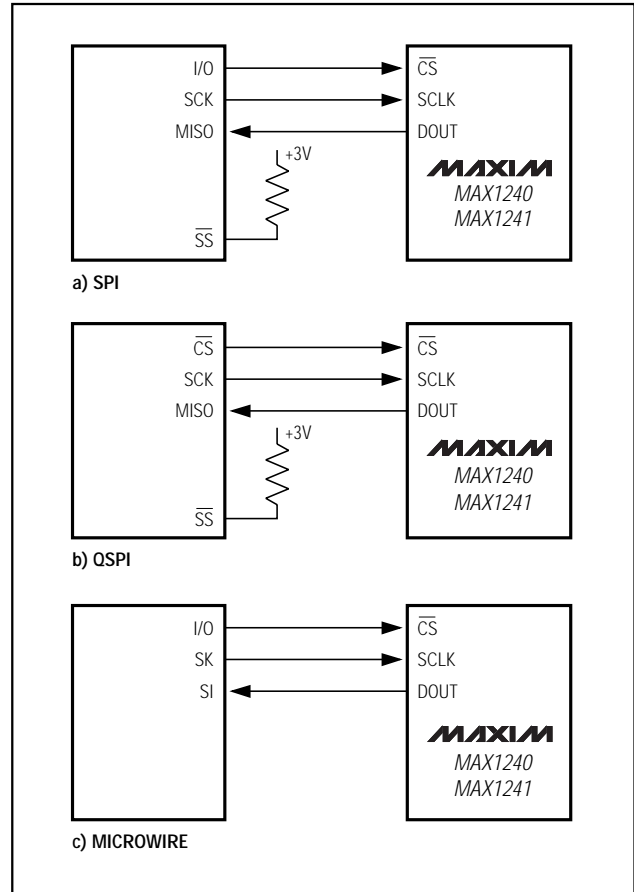 I/O CS
SCK SCLK
MISO DOUT
+3V
MAXIM
MAX1240
MAX1241
SS
a) SPI
CS CS
SCK SCLK
MISO DOUT
+3V
MAXIM
MAX1240
MAX1241
SS
b) QSPI
I/O CS
SK SCLK
SI DOUT
MAXIM
MAX1240
MAX1241
c) MICROWIRE